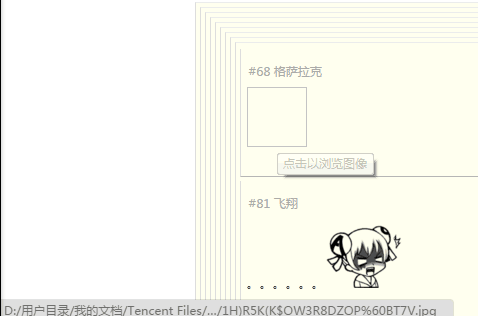 #68 格萨拉克
点击以浏览图像
#81 飞翔
。。。。。。
D:/用户目录/我的文档/Tencent Files/.../1H)R5K(K$OW3R8DZOP%60BT7V.jpg